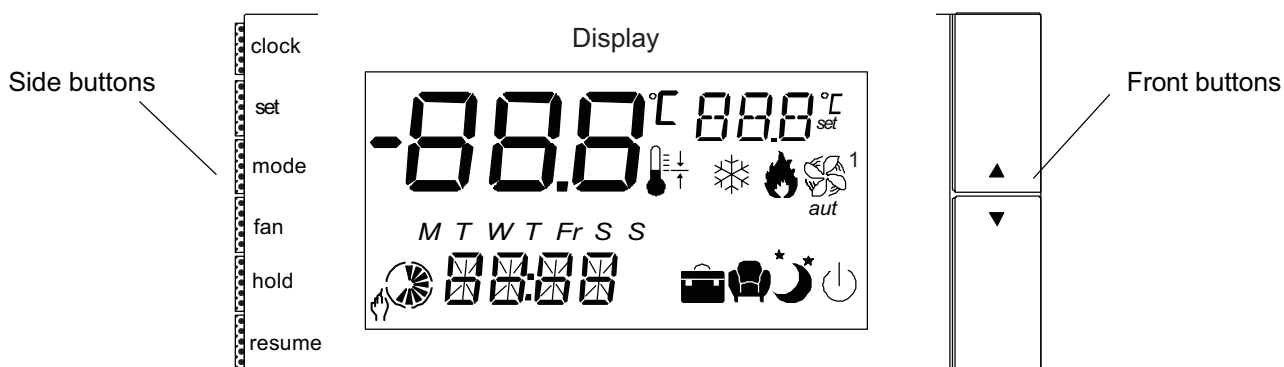 Display
Side buttons
Front buttons
clock
set
mode
fan
hold
resume
-88.8 °C
88.8 °C
set
1
aut
M T W T Fr S S
88:88
▲
▼